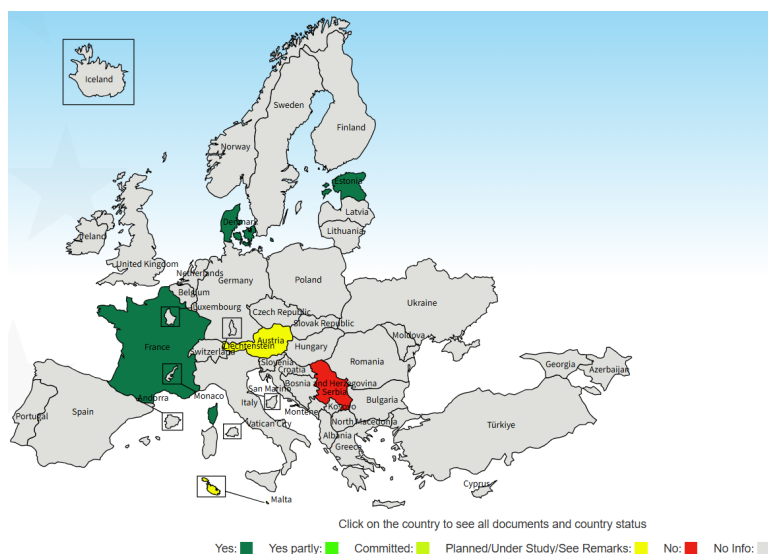 Iceland
Sweden
Finland
Norway
Estonia
Latvia
Denmark
Lithuania
Ireland
United Kingdom
Netherlands
Germany
Poland
Belgium
Ukraine
Luxembourg
Czech Republic
Slovak Republic
Moldova
France
Austria
Liechtenstein
Hungary
Switzerland
Romania
Slovenia
Croatia
Georgia
Azerbaijan
San Marino
Bosnia and Herzegovina
Serbia
Andorra
Monaco
Italy
Bulgaria
Portugal
Spain
Montene
Kosovo
Vatican City
North Macedonia
Türkiye
Albania
Greece
Cyprus
Malta
Click on the country to see all documents and country status
Yes: Yes partly: Committed: Planned/Under Study/See Remarks: No: No Info: